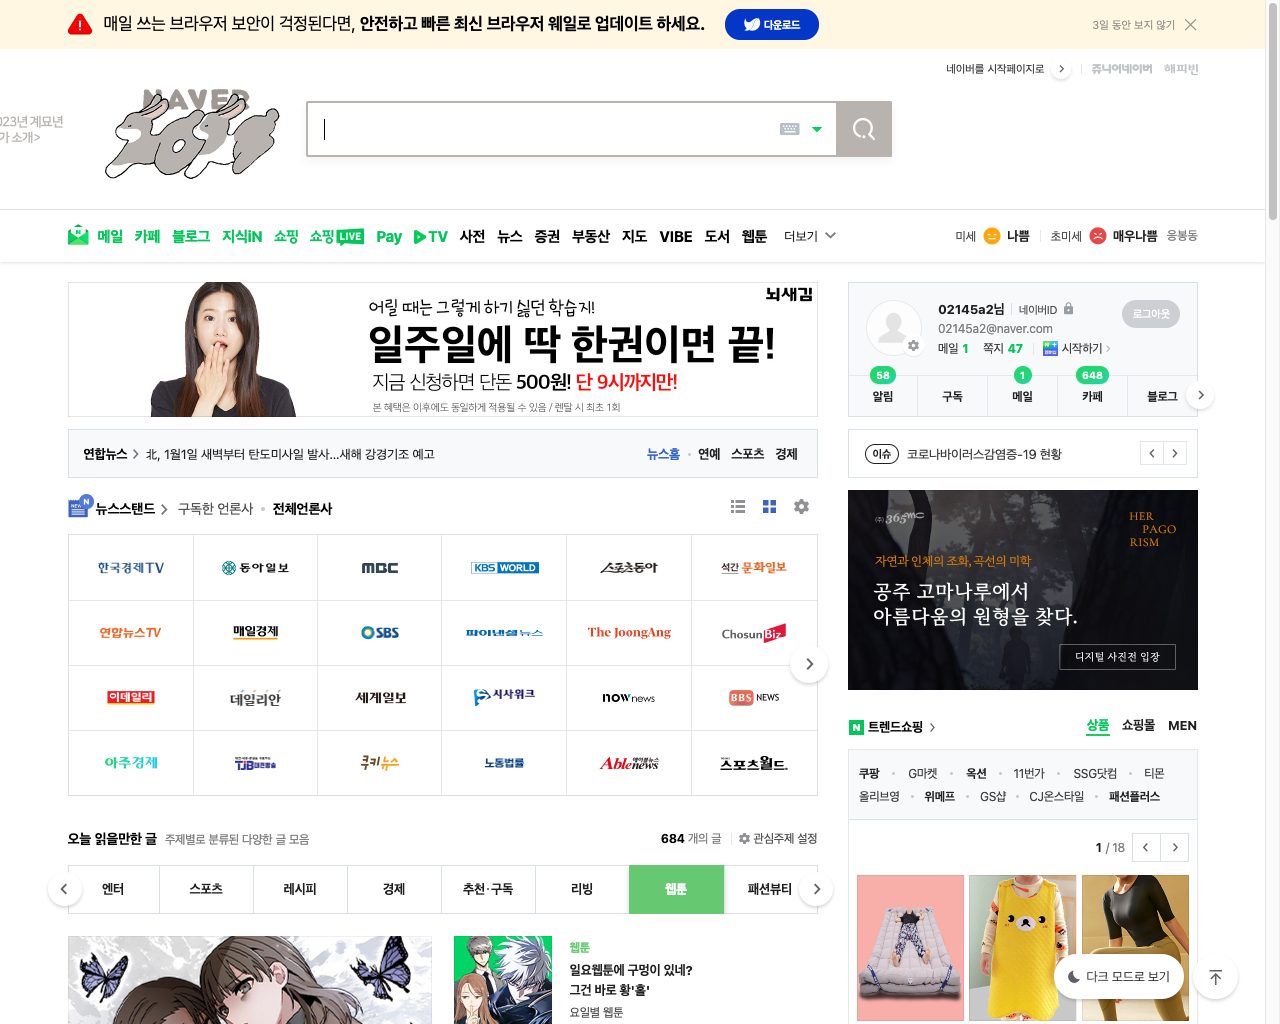 매일 쓰는 브라우저 보안이 걱정된다면, 안전하고 빠른 최신 브라우저 웨일로 업데이트 하세요.
다운로드
3일 동안 보지 않기
네이버를 시작페이지로
쥬니어네이버 해피빈
023년 계묘년
가 소개>
NAVER
2023
메일 카페 블로그 지식iN 쇼핑 쇼핑LIVE Pay TV 사전 뉴스 증권 부동산 지도 VIBE 도서 웹툰 더보기
미세 나쁨 초미세 매우나쁨 응봉동
뇌새김
어릴 때는 그렇게 하기 싫던 학습지!
일주일에 딱 한권이면 끝!
지금 신청하면 단돈 500원! 단 9시까지만!
본 혜택은 이후에도 동일하게 적용될 수 있음 / 렌탈 시 최초 1회
02145a2님 네이버ID
로그아웃
02145a2@naver.com
메일 1 쪽지 47 시작하기
58 1 648
알림 구독 메일 카페 블로그
연합뉴스 北, 1월1일 새벽부터 탄도미사일 발사...새해 강경기조 예고
뉴스홈 연예 스포츠 경제
이슈 코로나바이러스감염증-19 현황
뉴스스탠드 구독한 언론사 전체언론사
한국경제TV 동아일보 MBC KBS WORLD 스포츠동아 석간 문화일보
연합뉴스TV 매일경제 SBS 파이낸셜뉴스 The JoongAng ChosunBiz
이데일리 데일리안 세계일보 시사위크 now news BBS NEWS
아주경제 TJB 대전방송 쿠키뉴스 노동법률 에이블뉴스 Ablenews 스포츠월드
(주)365mc
HER
PAGO
RISM
자연과 인체의 조화, 곡선의 미학
공주 고마나루에서
아름다움의 원형을 찾다.
디지털 사진전 입장
트렌드쇼핑
상품 쇼핑몰 MEN
쿠팡 G마켓 옥션 11번가 SSG닷컴 티몬
올리브영 위메프 GS샵 CJ온스타일 패션플러스
1 / 18
오늘 읽을만한 글 주제별로 분류된 다양한 글 모음
684 개의 글 관심주제 설정
엔터 스포츠 레시피 경제 추천·구독 리빙 웹툰 패션뷰티
웹툰
일요웹툰에 구멍이 있네?
그건 바로 황'홀'
요일별 웹툰
다크 모드로 보기